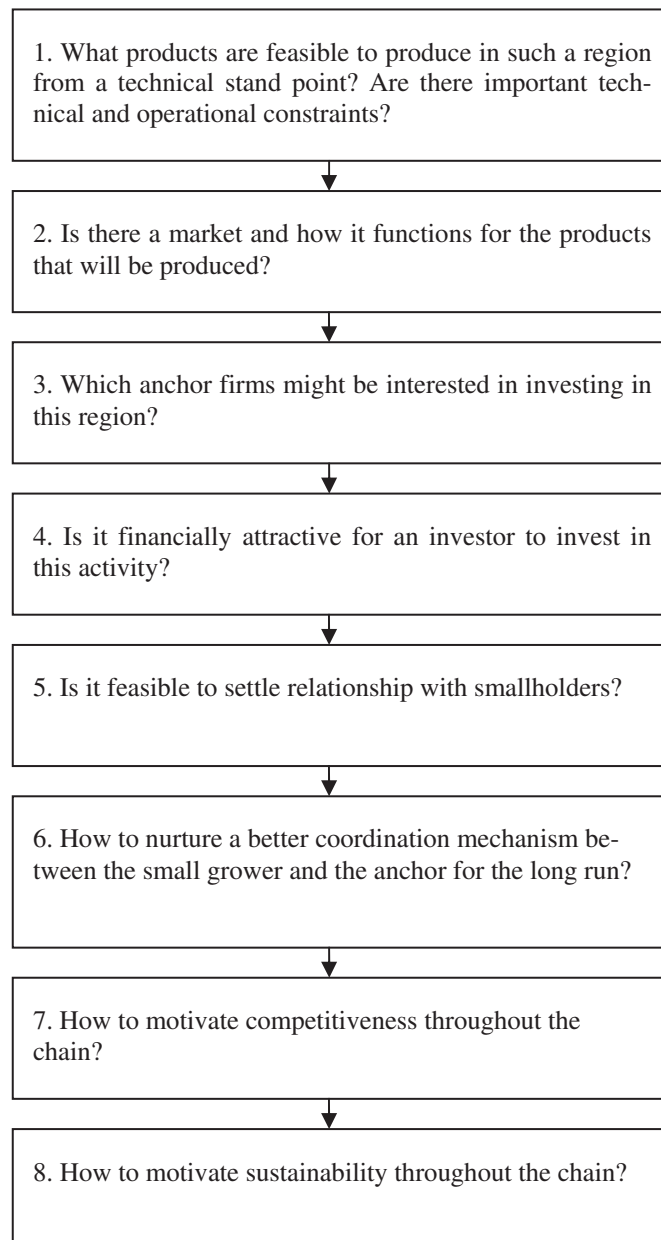 1. What products are feasible to produce in such a region
from a technical stand point? Are there important tech-
nical and operational constraints?
2. Is there a market and how it functions for the products
that will be produced?
3. Which anchor firms might be interested in investing in
this region?
4. Is it financially attractive for an investor to invest in
this activity?
5. Is it feasible to settle relationship with smallholders?
6. How to nurture a better coordination mechanism be-
tween the small grower and the anchor for the long run?
7. How to motivate competitiveness throughout the
chain?
8. How to motivate sustainability throughout the chain?